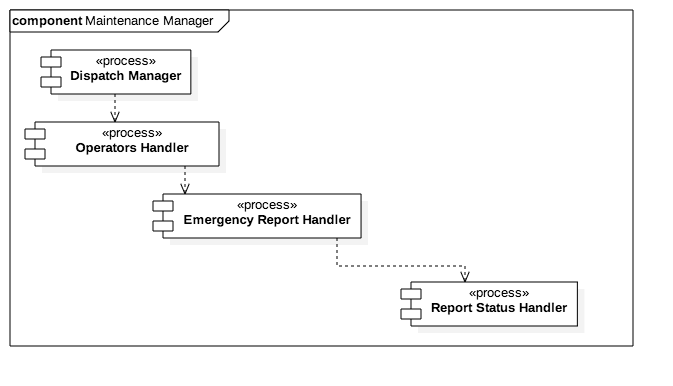 component Maintenance Manager
«process»
Dispatch Manager
«process»
Operators Handler
«process»
Emergency Report Handler
«process»
Report Status Handler